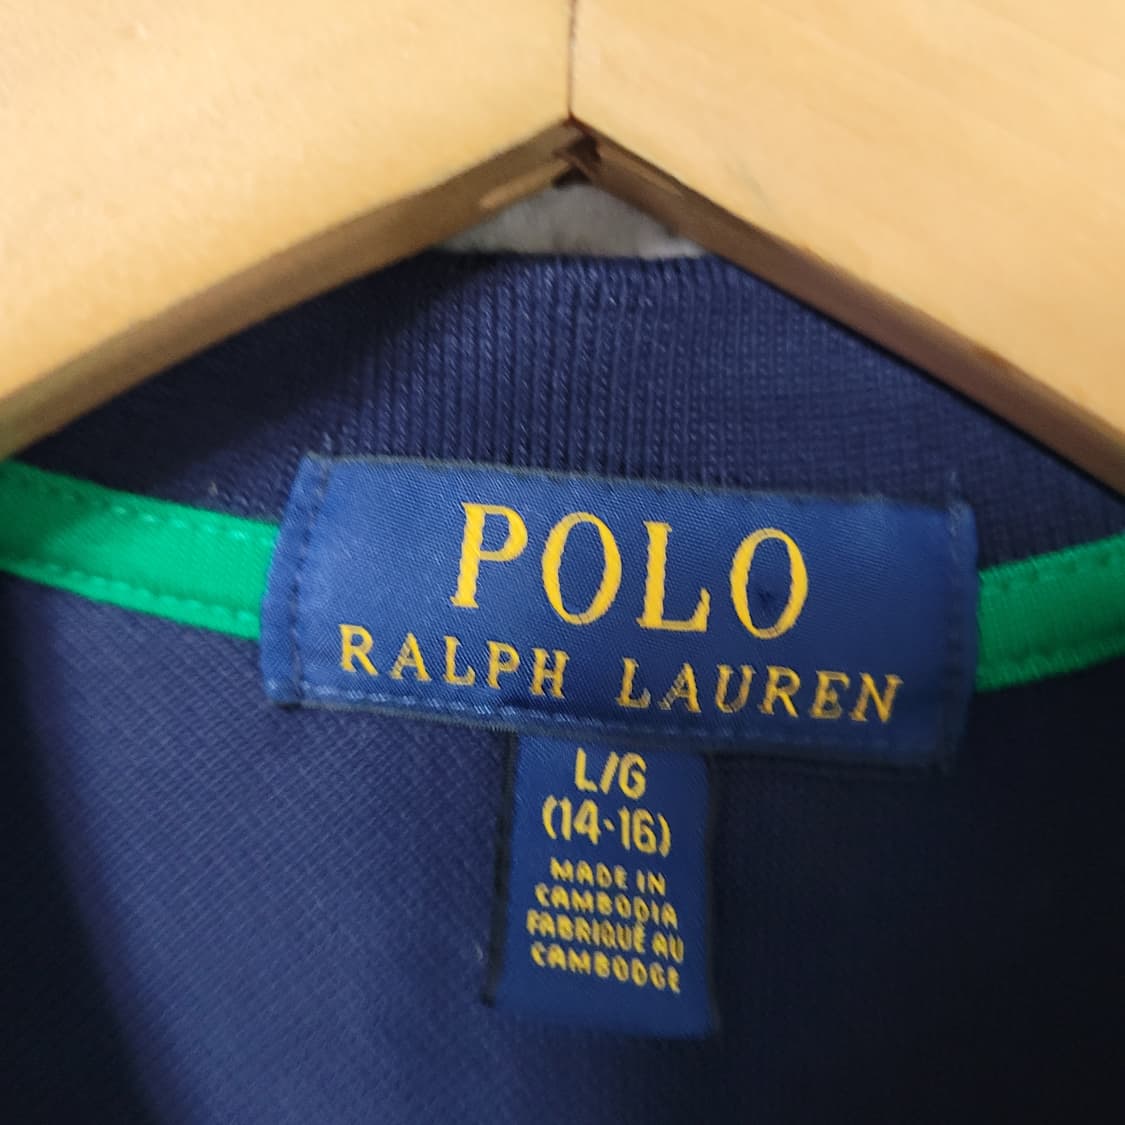 POLO
RALPH LAUREN
L/G
(14-16)
MADE IN
CAMBODIA
FABRIQUÉ AU
CAMBODGE